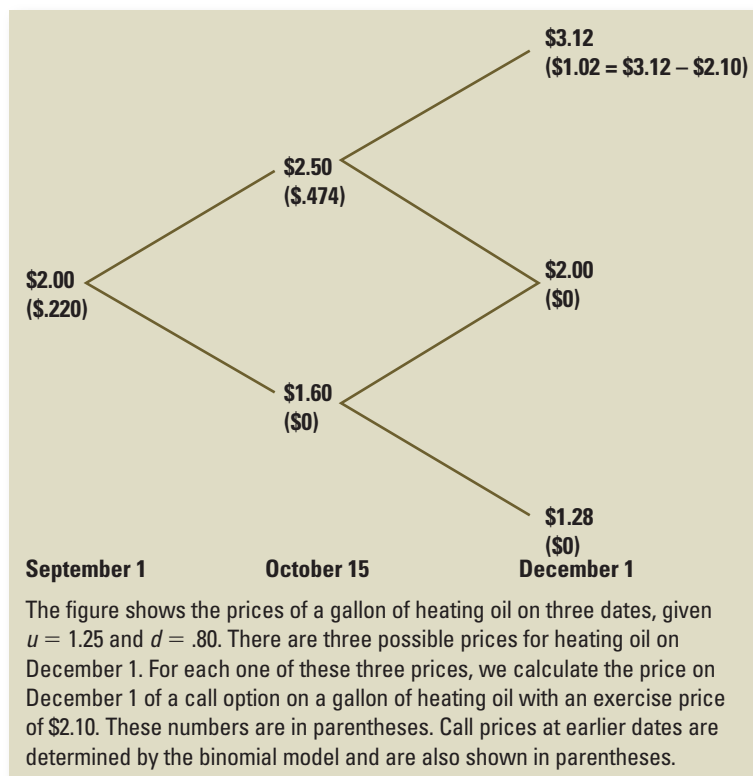 $3.12
($1.02 = $3.12 – $2.10)
$2.50
($.474)
$2.00
($.220)
$2.00
($0)
$1.60
($0)
$1.28
($0)
September 1 October 15 December 1
The figure shows the prices of a gallon of heating oil on three dates, given
u = 1.25 and d = .80. There are three possible prices for heating oil on
December 1. For each one of these three prices, we calculate the price on
December 1 of a call option on a gallon of heating oil with an exercise price
of $2.10. These numbers are in parentheses. Call prices at earlier dates are
determined by the binomial model and are also shown in parentheses.